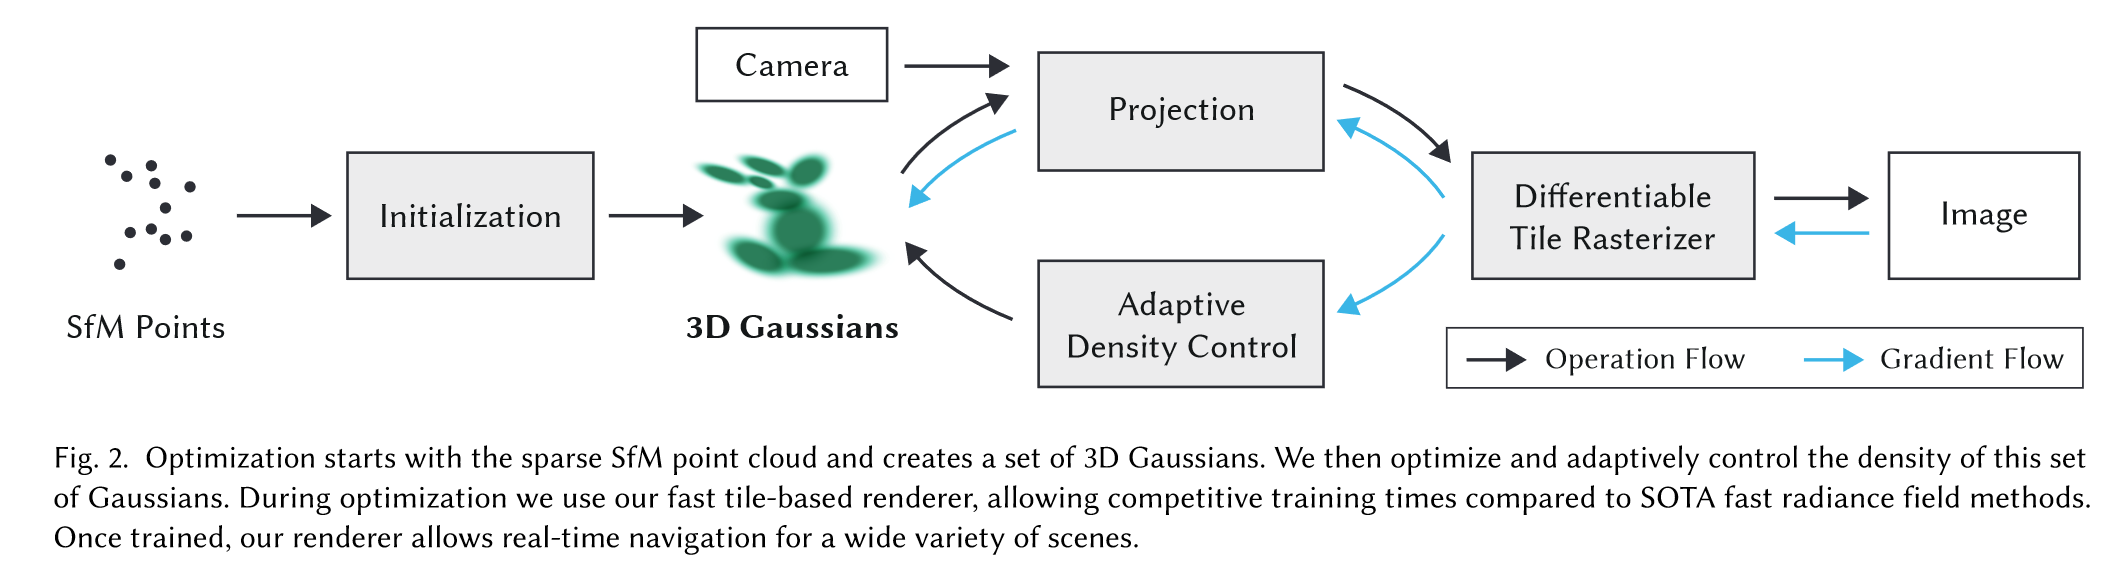 Camera
Projection
Initialization
Differentiable
Tile Rasterizer
Image
SfM Points
3D Gaussians
Adaptive
Density Control
Operation Flow
Gradient Flow
Fig. 2. Optimization starts with the sparse SfM point cloud and creates a set of 3D Gaussians. We then optimize and adaptively control the density of this set
of Gaussians. During optimization we use our fast tile-based renderer, allowing competitive training times compared to SOTA fast radiance field methods.
Once trained, our renderer allows real-time navigation for a wide variety of scenes.